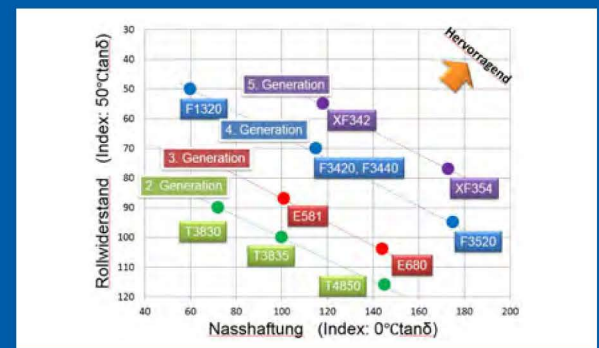 Rollwiderstand (Index: 50°Ctanδ)
30
40
50
60
70
80
90
100
110
120
Hervorragend
5. Generation
F1320
XF342
4. Generation
3. Generation
F3420, F3440
2. Generation
XF354
T3830
E581
T3835
F3520
E680
T4850
40 60 80 100 120 140 160 180 200
Nasshaftung (Index: 0°Ctanδ)